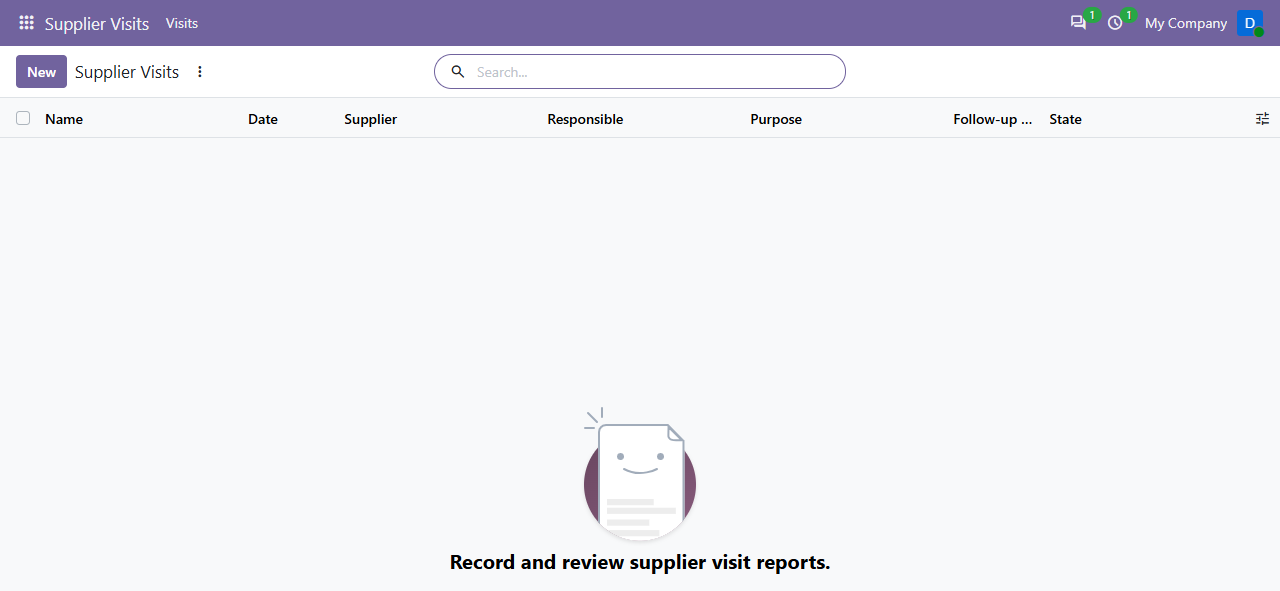 Supplier Visits Visits 1 1 My Company D
New Supplier Visits Search...
Name Date Supplier Responsible Purpose Follow-up ... State
Record and review supplier visit reports.